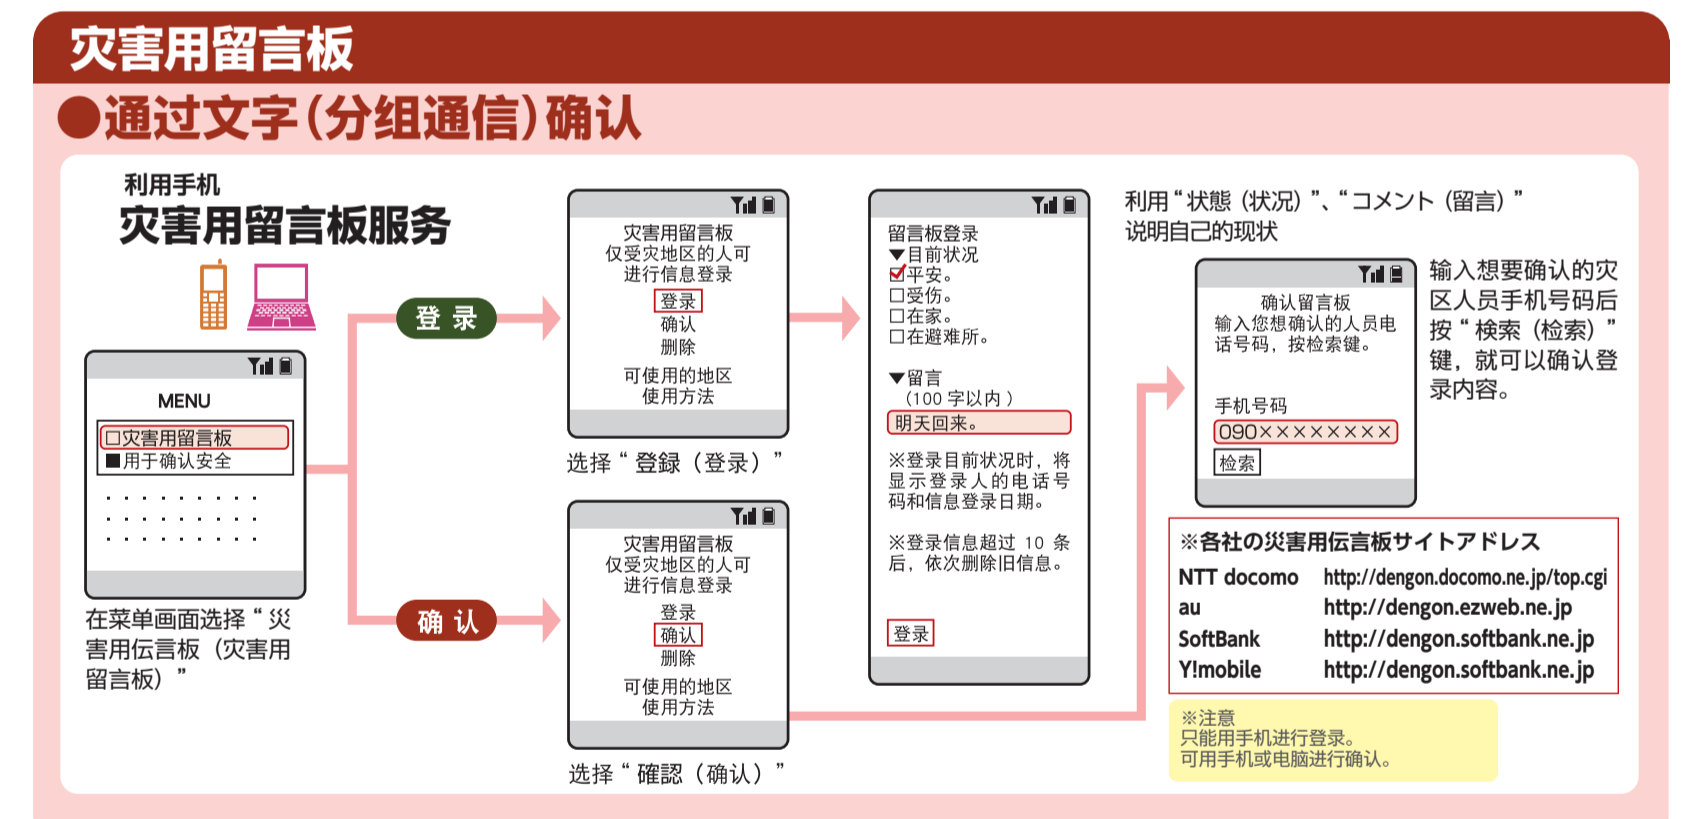 灾害用留言板
●通过文字（分组通信）确认
利用手机
灾害用留言板服务
MENU
□灾害用留言板
■用于确认安全
在菜单画面选择“災
害用伝言板（灾害用
留言板）”
登 录
灾害用留言板
仅受灾地区的人可
进行信息登录
登录
确认
删除
可使用的地区
使用方法
选择“登録（登录）”
确 认
灾害用留言板
仅受灾地区的人可
进行信息登录
登录
确认
删除
可使用的地区
使用方法
选择“確認（确认）”
留言板登录
▼目前状况
☑平安。
□受伤。
□在家。
□在避难所。
▼留言
（100 字以内）
明天回来。
※登录目前状况时，将
显示登录人的电话号
码和信息登录日期。
※登录信息超过 10 条
后，依次删除旧信息。
登录
利用“状態（状况）”、“コメント（留言）”
说明自己的现状
确认留言板
输入您想确认的人员电
话号码，按检索键。
手机号码
090××××××××
检索
输入想要确认的灾
区人员手机号码后
按“検索（检索）”
键，就可以确认登
录内容。
※各社の災害用伝言板サイトアドレス
NTT docomo http://dengon.docomo.ne.jp/top.cgi
au http://dengon.ezweb.ne.jp
SoftBank http://dengon.softbank.ne.jp
Y!mobile http://dengon.softbank.ne.jp
※注意
只能用手机进行登录。
可用手机或电脑进行确认。